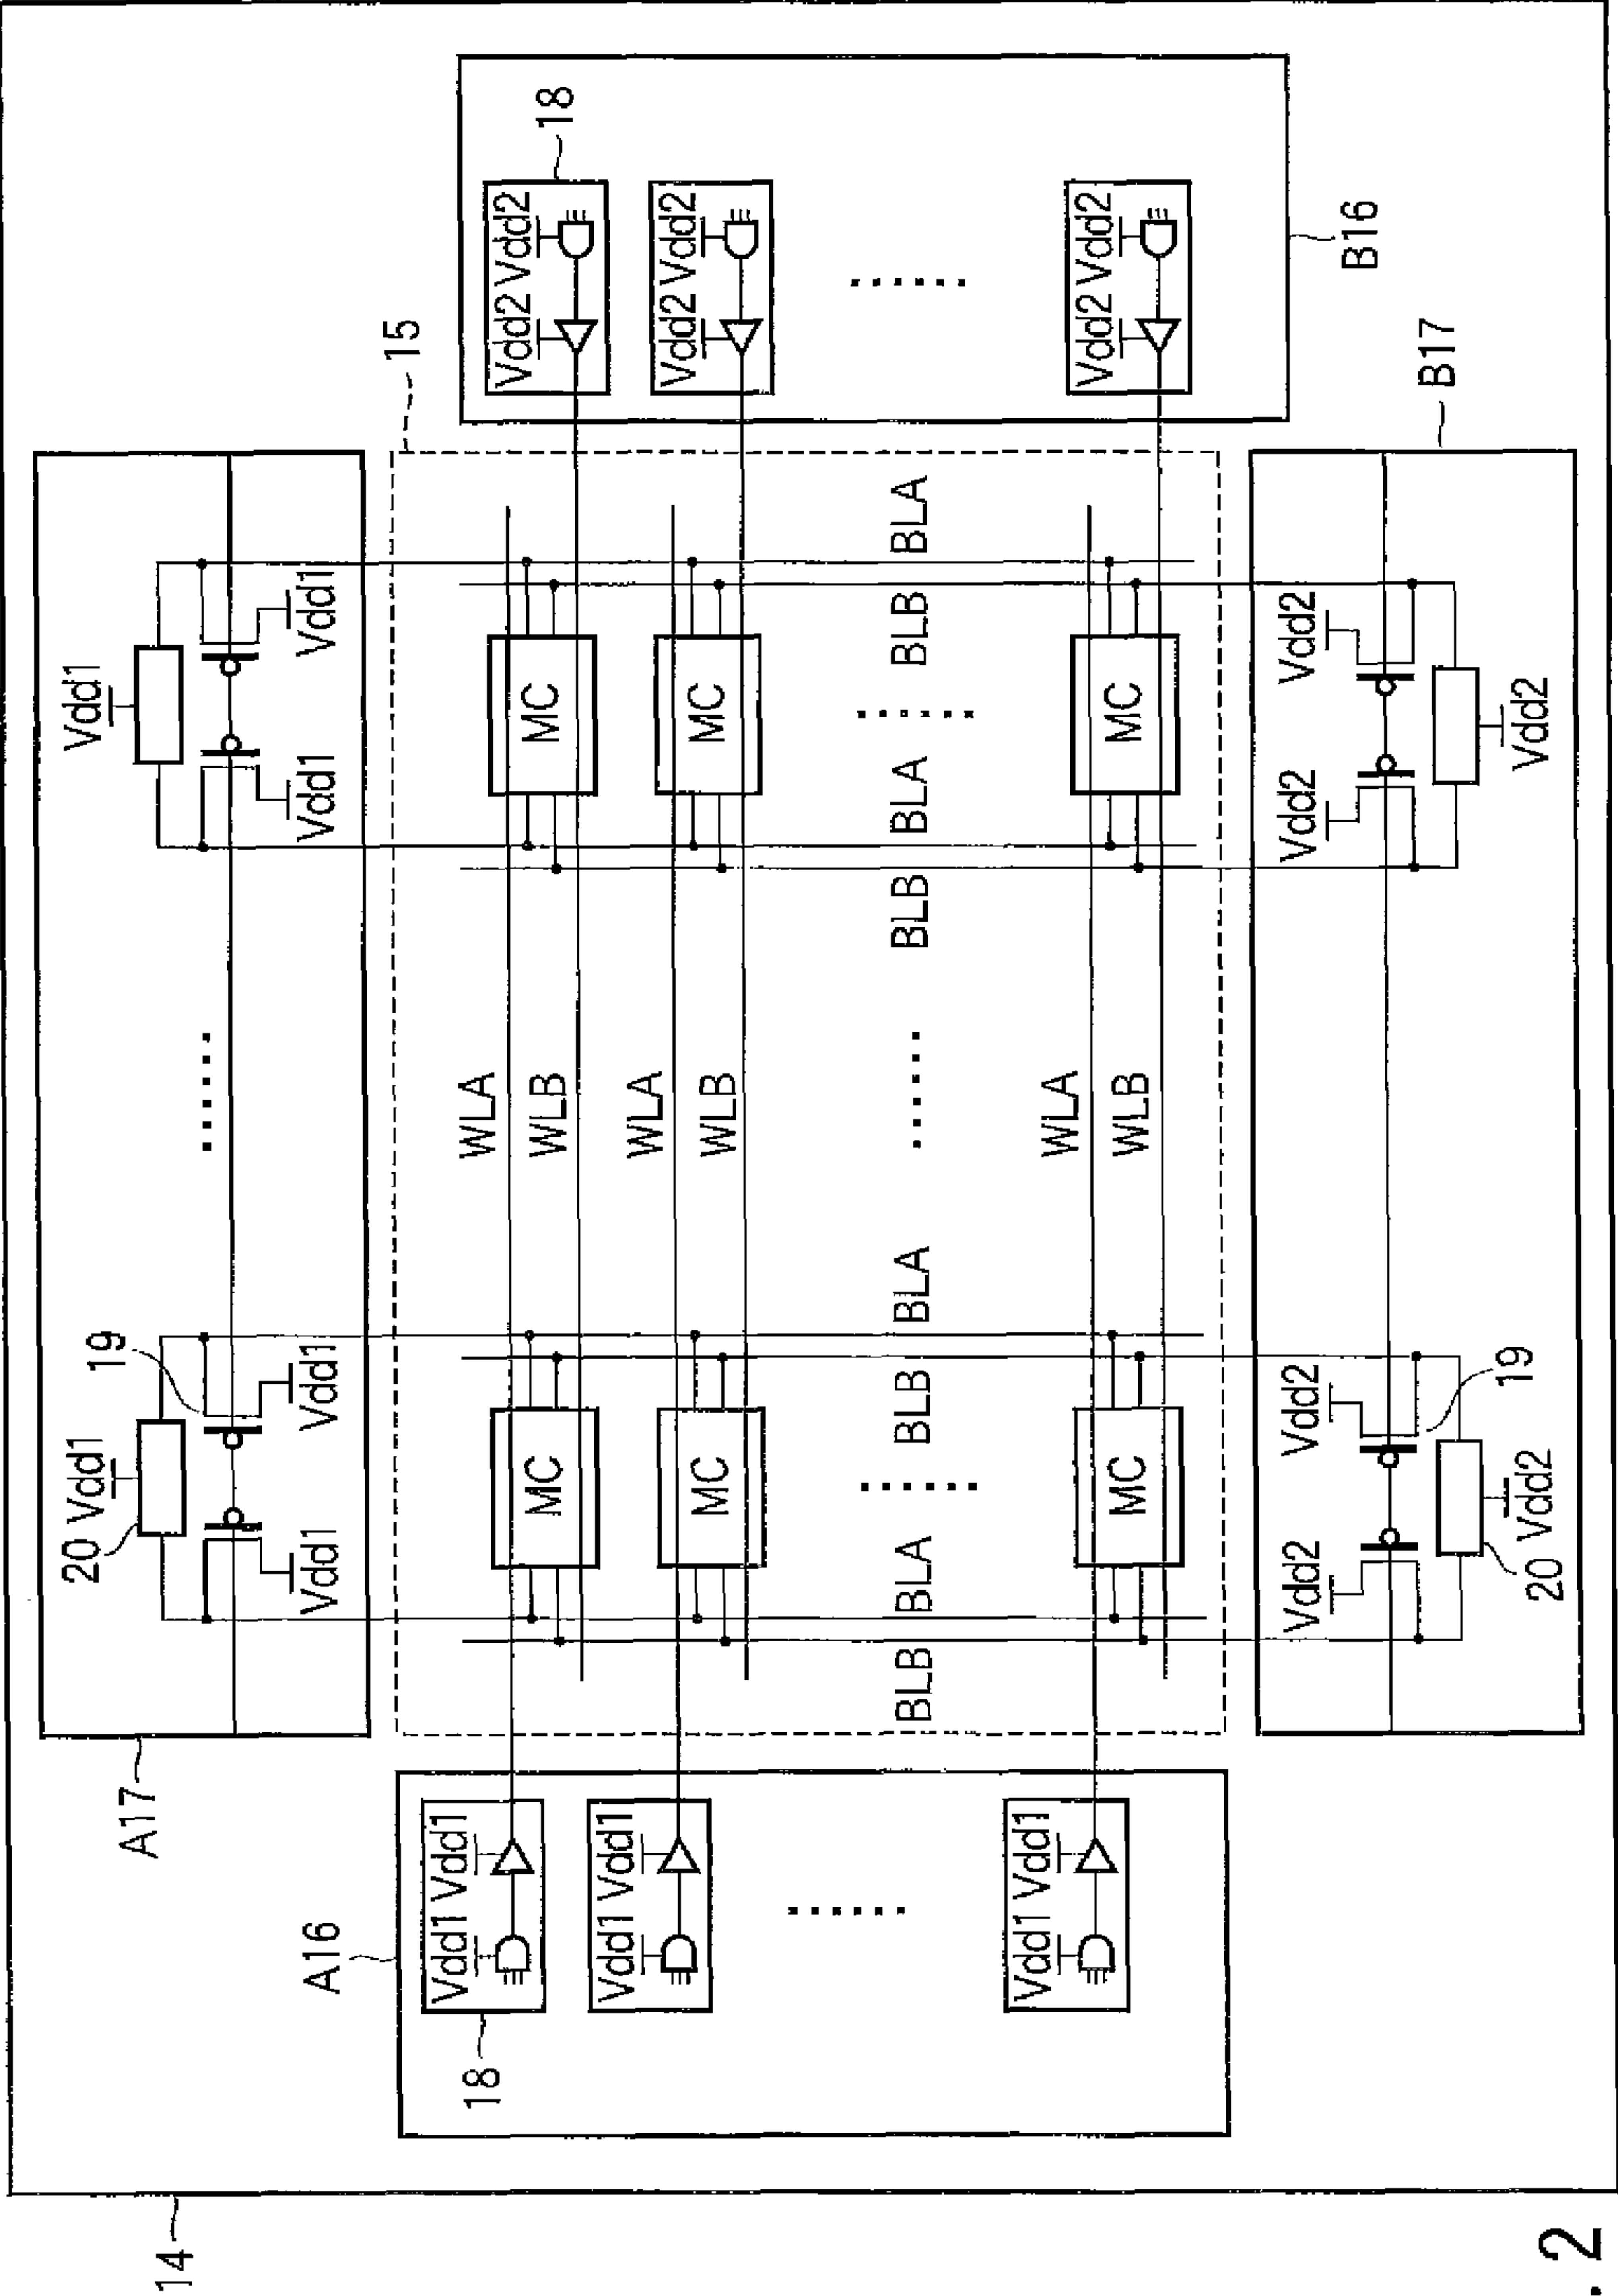 20 Vdd1
Vdd1
19
A17
14
A16
Vdd1
Vdd1
Vdd1
Vdd1
15
Vdd1 Vdd1
18
WLA
Vdd2 Vdd2
18
MC
WLB
MC
Vdd1 Vdd1
WLA
Vdd2 Vdd2
MC
WLB
MC
BLB
BLA
BLB
BLA
BLB
BLA
BLB
BLA
Vdd1 Vdd1
WLA
Vdd2 Vdd2
MC
WLB
MC
Vdd2
Vdd2
Vdd2
Vdd2
B16
B17
19
20 Vdd2
Vdd2
14
. 2